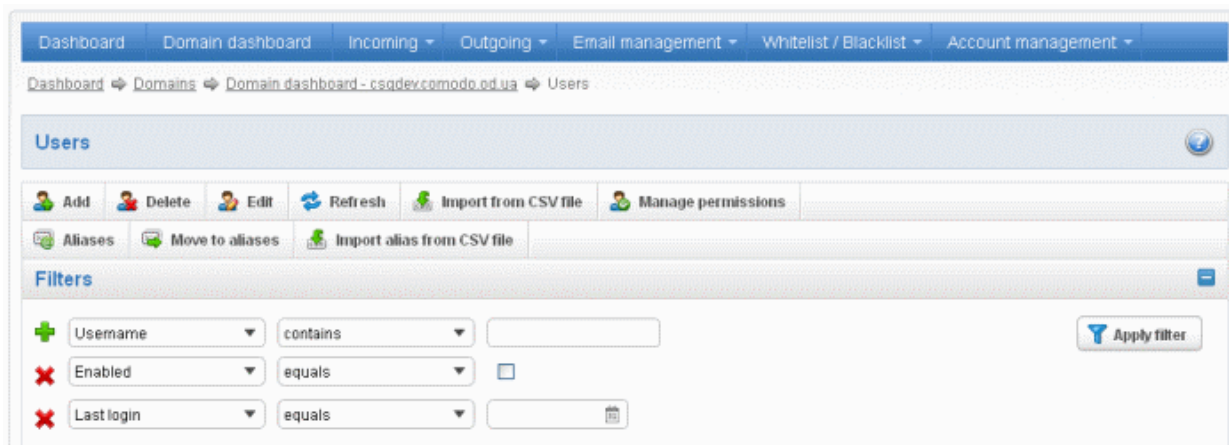 Dashboard Domain dashboard Incoming Outgoing Email management Whitelist / Blacklist Account management
Dashboard Domains Domain dashboard - csgdev.comodo.od.ua Users
Users
Add Delete Edit Refresh Import from CSV file Manage permissions
Aliases Move to aliases Import alias from CSV file
Filters
Username contains Apply filter
Enabled equals
Last login equals